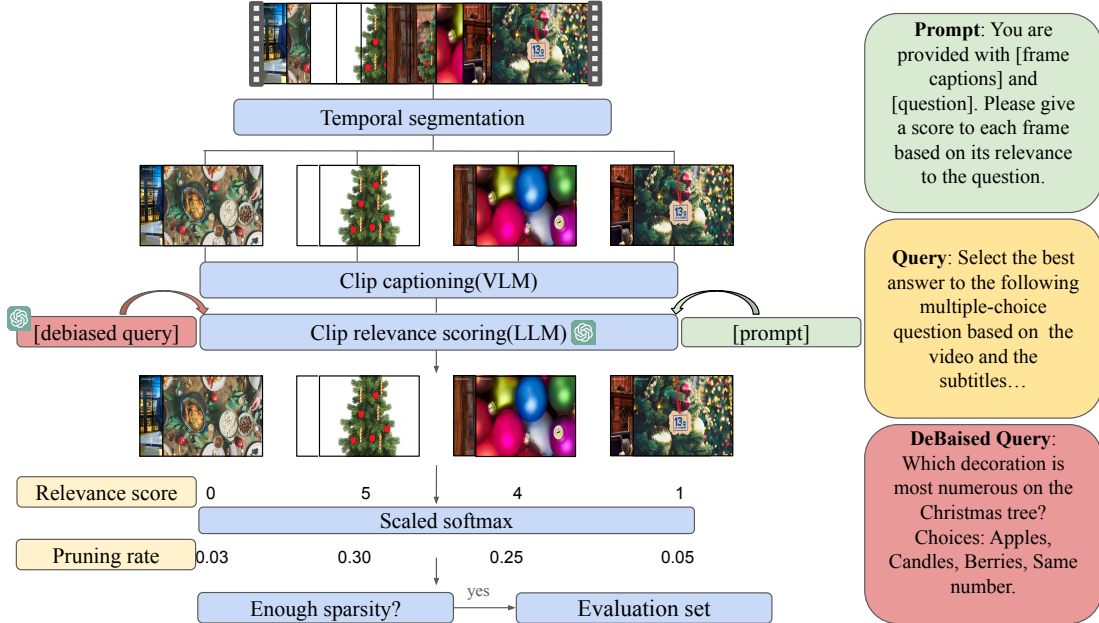 Temporal segmentation
Clip captioning(VLM)
[debiased query]
Clip relevance scoring(LLM)
[prompt]
Relevance score
0
5
4
1
Scaled softmax
Pruning rate
0.03
0.30
0.25
0.05
Enough sparsity?
yes
Evaluation set
Prompt: You are
provided with [frame
captions] and
[question]. Please give
a score to each frame
based on its relevance
to the question.
Query: Select the best
answer to the following
multiple-choice
question based on the
video and the
subtitles…
DeBaised Query:
Which decoration is
most numerous on the
Christmas tree?
Choices: Apples,
Candles, Berries, Same
number.